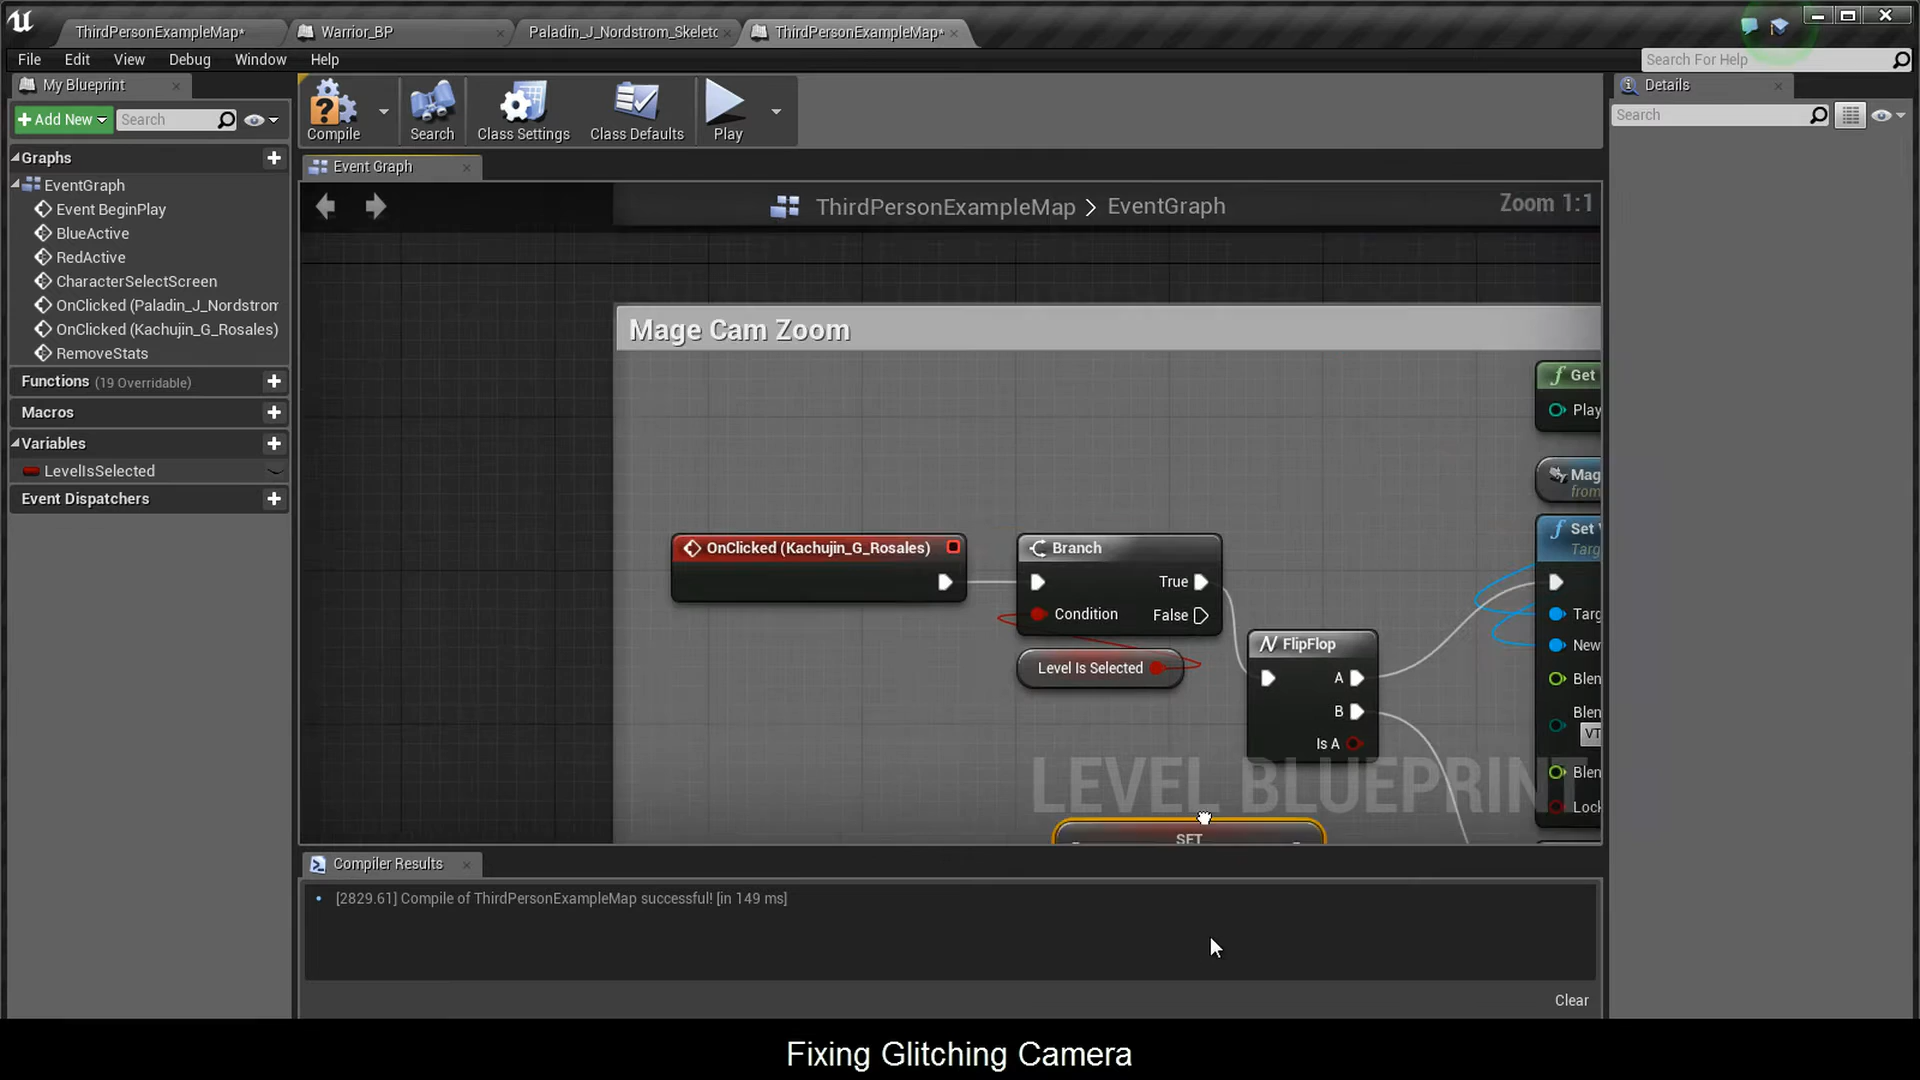 ThirdPersonExampleMap*
Warrior_BP
Paladin_J_Nordstrom_Skeletc
ThirdPersonExampleMap*
File Edit View Debug Window Help
Search For Help
My Blueprint
Add New
Search
Compile
Search
Class Settings
Class Defaults
Play
Details
Search
Graphs
EventGraph
Event BeginPlay
BlueActive
RedActive
CharacterSelectScreen
OnClicked (Paladin_J_Nordstrom
OnClicked (Kachujin_G_Rosales)
RemoveStats
Functions (19 Overridable)
Macros
Variables
LevelIsSelected
Event Dispatchers
Event Graph
ThirdPersonExampleMap > EventGraph
Zoom 1:1
Mage Cam Zoom
OnClicked (Kachujin_G_Rosales)
Branch
True
Condition
False
Level Is Selected
FlipFlop
A
B
Is A
Get
Play
Mag
from
Set
Targ
Targ
New
Blen
Blen
VT
Blen
Lock
LEVEL BLUEPRINT
SET
Compiler Results
[2829.61] Compile of ThirdPersonExampleMap successful! [in 149 ms]
Clear
Fixing Glitching Camera